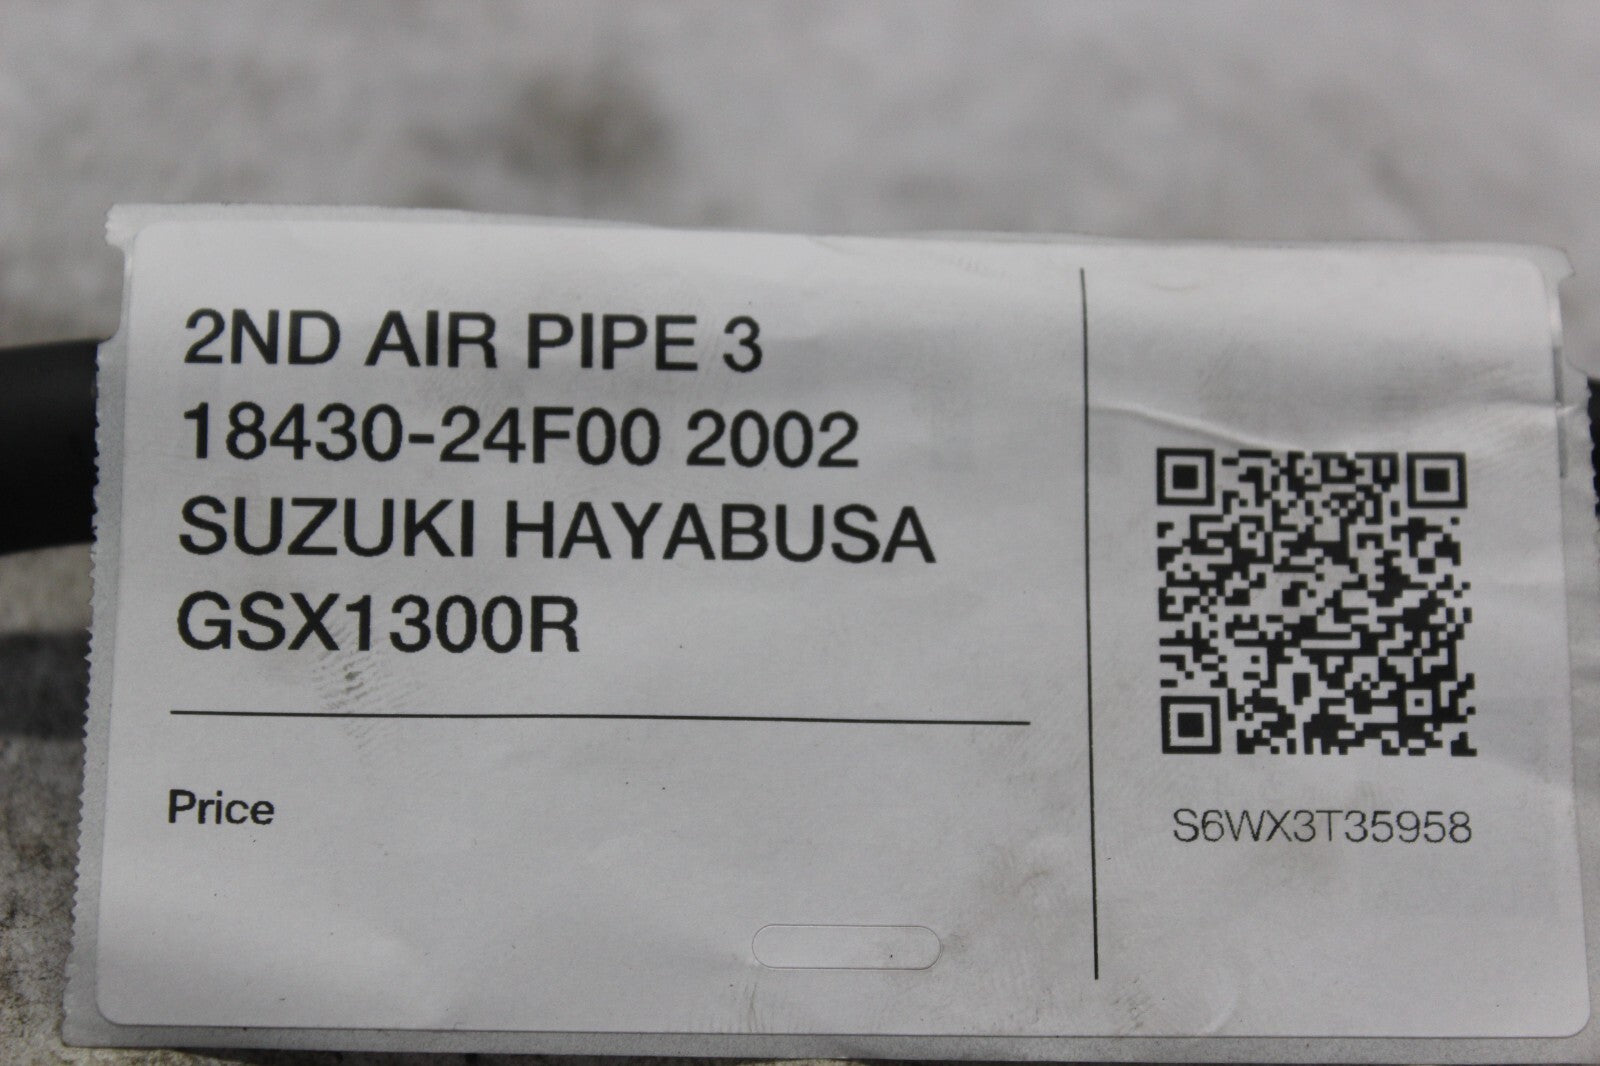 2ND AIR PIPE 3
18430-24F00 2002
SUZUKI HAYABUSA
GSX1300R
Price
S6WX3T35958